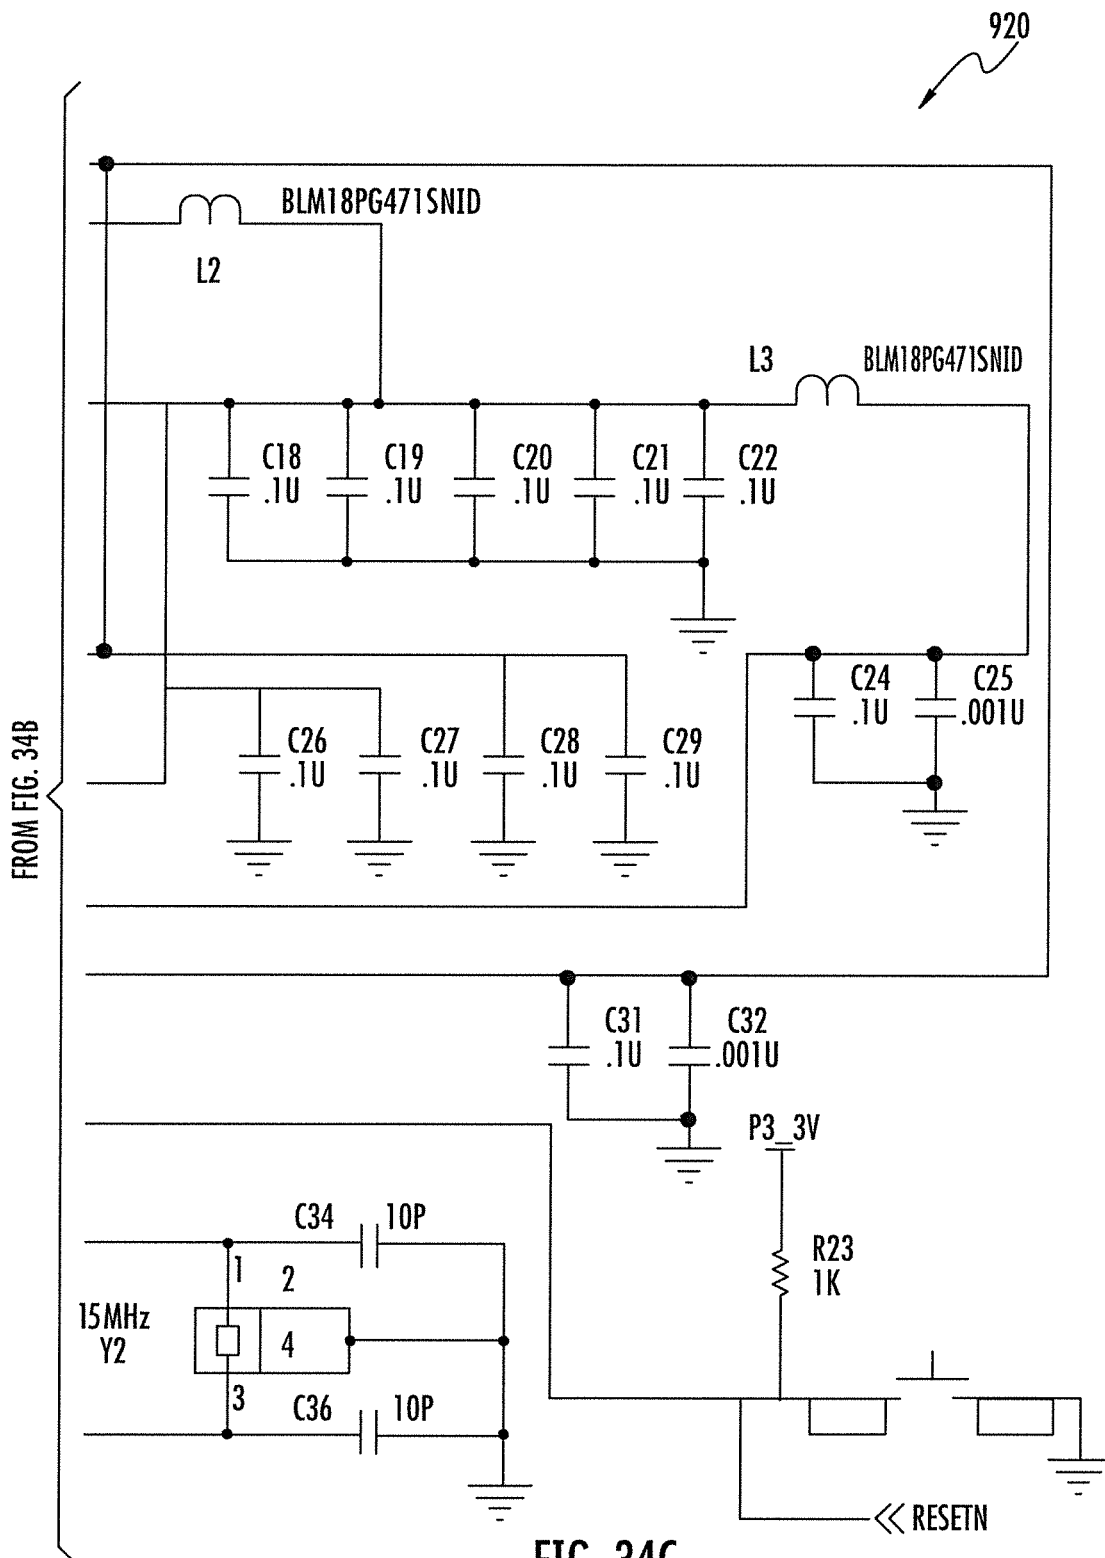 920
BLM18PG471SNID
L2
L3
BLM18PG471SNID
C18
.1U
C19
.1U
C20
.1U
C21
.1U
C22
.1U
C24
.1U
C25
.001U
C26
.1U
C27
.1U
C28
.1U
C29
.1U
FROM FIG. 34B
C31
.1U
C32
.001U
P3_3V
C34
10P
R23
1K
1
2
15MHz
Y2
4
3
C36
10P
RESETN
FIG. 34C